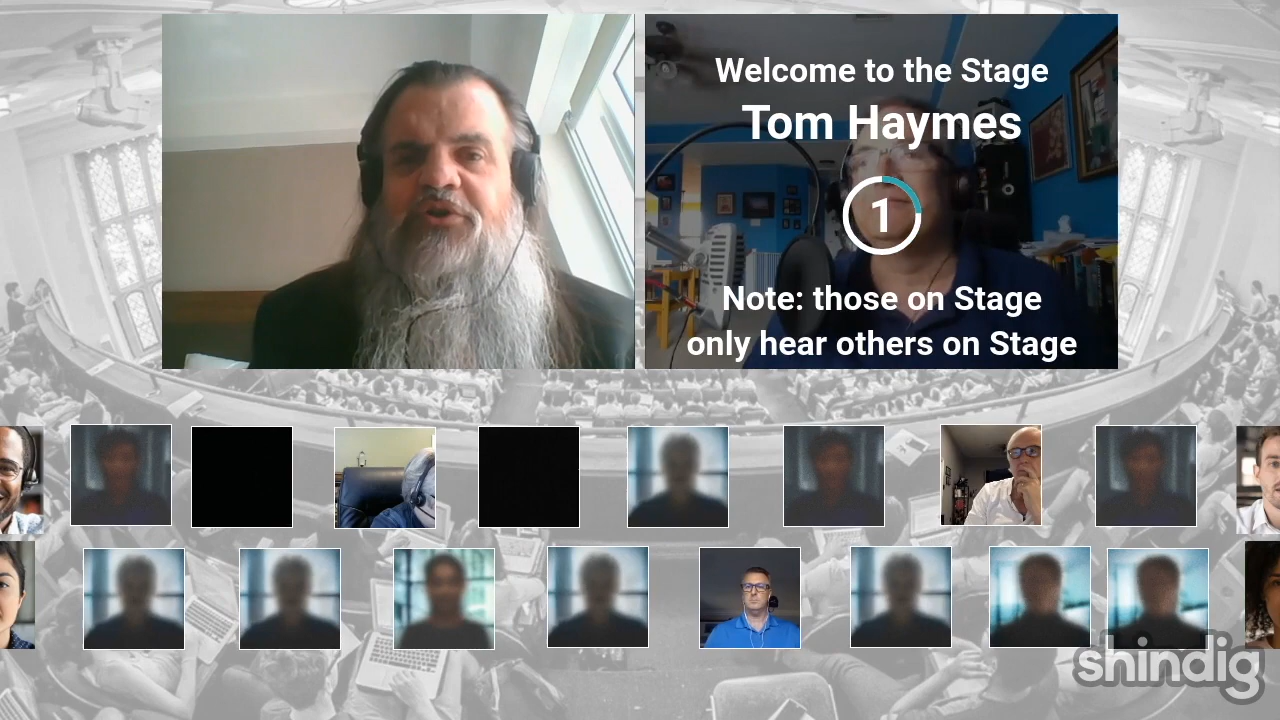 Welcome to the Stage
Tom Haymes
1
Note: those on Stage
only hear others on Stage
shindig